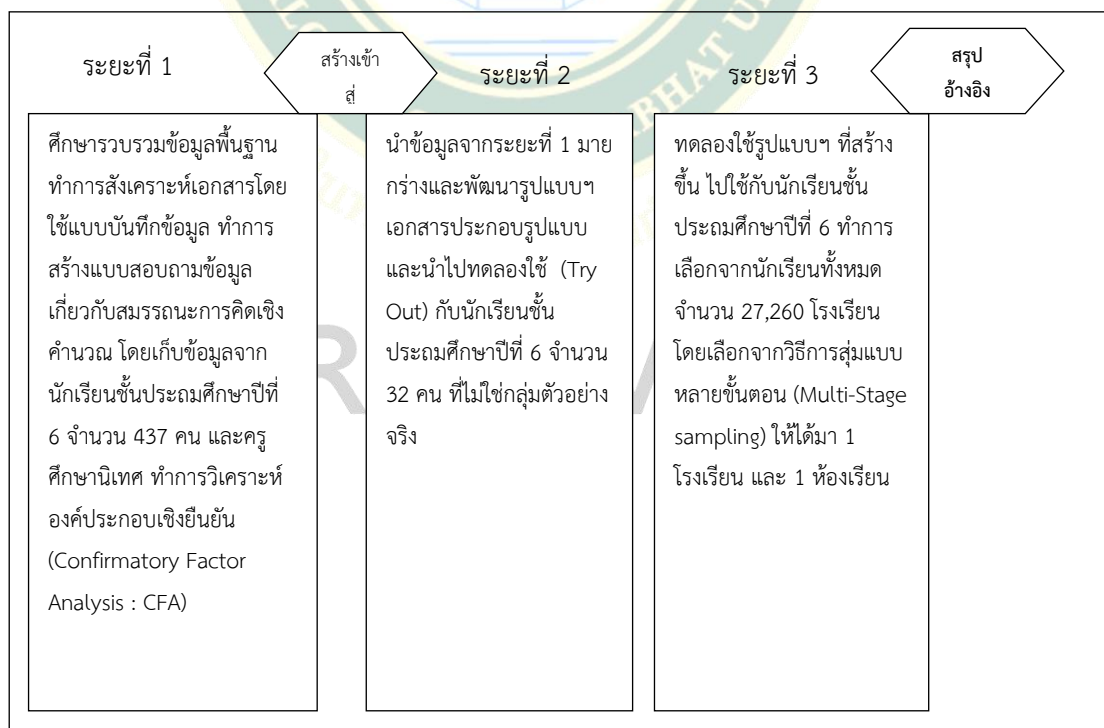 ระยะที่ 1
สร้างเข้า
สู่
ระยะที่ 2
ระยะที่ 3
สรุป
อ้างอิง
ศึกษารวบรวมข้อมูลพื้นฐาน
ทำการสังเคราะห์เอกสารโดย
ใช้แบบบันทึกข้อมูล ทำการ
สร้างแบบสอบถามข้อมูล
เกี่ยวกับสมรรถนะการคิดเชิง
คำนวณ โดยเก็บข้อมูลจาก
นักเรียนชั้นประถมศึกษาปีที่
6 จำนวน 437 คน และครู
ศึกษานิเทศ ทำการวิเคราะห์
องค์ประกอบเชิงยืนยัน
(Confirmatory Factor
Analysis : CFA)
นำข้อมูลจากระยะที่ 1 มาย
กร่างและพัฒนารูปแบบฯ
เอกสารประกอบรูปแบบ
และนำไปทดลองใช้ (Try
Out) กับนักเรียนชั้น
ประถมศึกษาปีที่ 6 จำนวน
32 คน ที่ไม่ใช่กลุ่มตัวอย่าง
จริง
ทดลองใช้รูปแบบฯ ที่สร้าง
ขึ้น ไปใช้กับนักเรียนชั้น
ประถมศึกษาปีที่ 6 ทำการ
เลือกจากนักเรียนทั้งหมด
จำนวน 27,260 โรงเรียน
โดยเลือกจากวิธีการสุ่มแบบ
หลายขั้นตอน (Multi-Stage
sampling) ให้ได้มา 1
โรงเรียน และ 1 ห้องเรียน